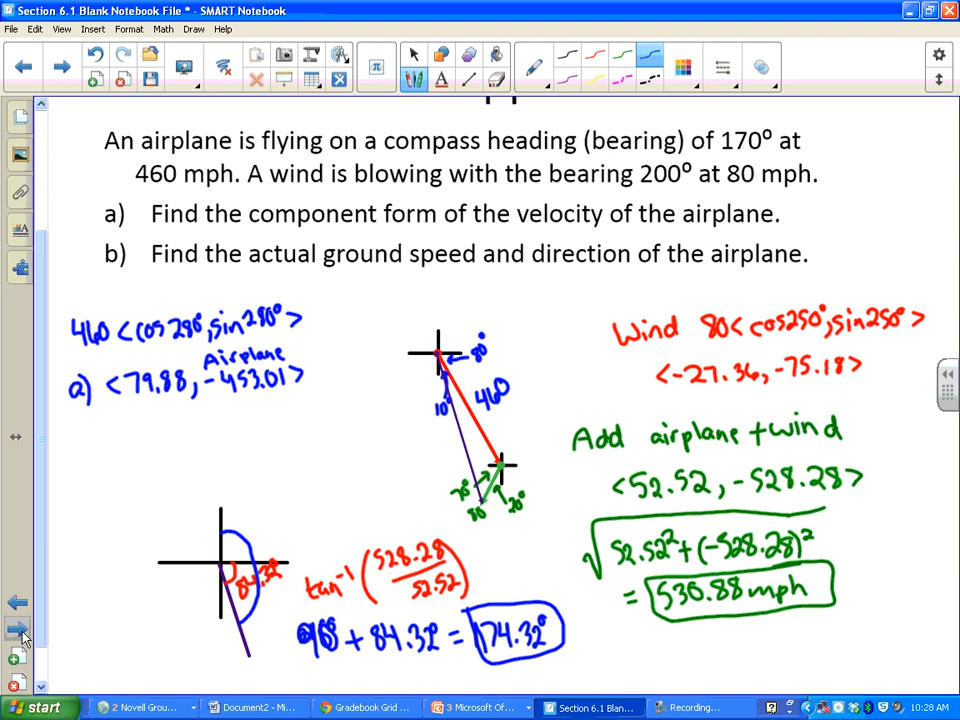 Section 6.1 Blank Notebook File * - SMART Notebook
File Edit View Insert Format Math Draw Help
An airplane is flying on a compass heading (bearing) of 170⁰ at
460 mph. A wind is blowing with the bearing 200⁰ at 80 mph.
a) Find the component form of the velocity of the airplane.
b) Find the actual ground speed and direction of the airplane.
460 <cos 280°, sin 280°>
Airplane
a) <79.88, -453.01>
80°
460
10°
70°
80
20°
Wind 80<cos250°, sin250°>
<-27.36, -75.18>
Add airplane + wind
<52.52, -528.28>
√52.52² + (-528.28)²
= 530.88 mph
84.32°
tan⁻¹ (528.28/52.52)
90° + 84.32° = 174.32°
start
2 Novell Grou...
Document2 - Mi...
Gradebook Grid ...
3 Microsoft Of...
Section 6.1 Blan...
Recording...
10:28 AM